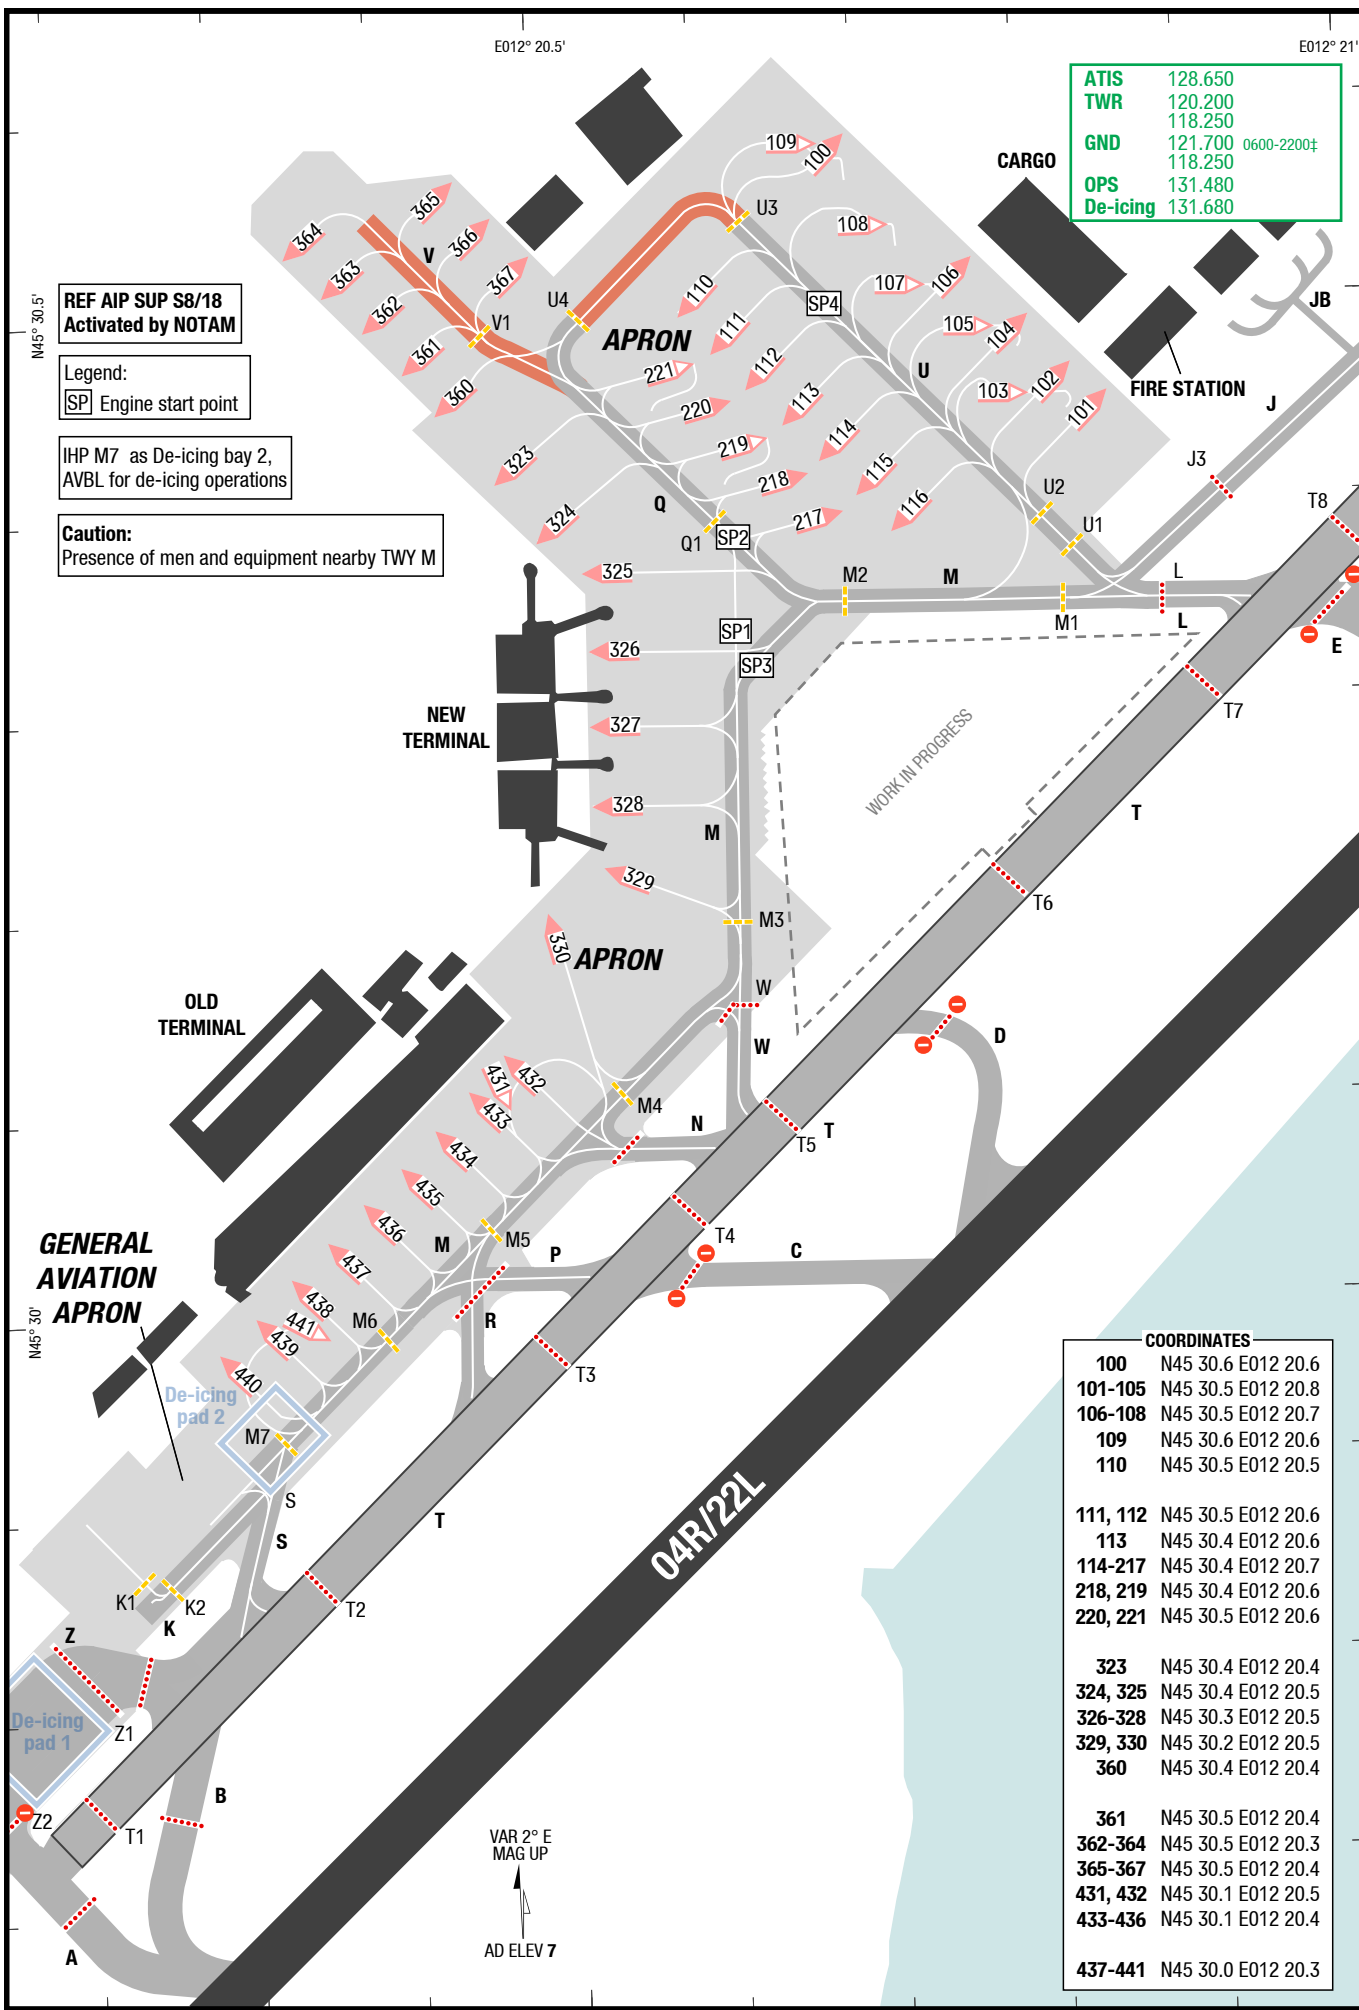 E012° 20.5'
E012° 21'
ATIS 128.650
TWR 120.200
118.250
GND 121.700 0600-2200‡
118.250
OPS 131.480
De-icing 131.680
CARGO
109
100
365
364
366
V
363
367
362
V1
361
360
U3
U4
108
110
107
106
SP4
111
105
104
112
103
102
101
113
U
114
115
116
APRON
221
220
219
218
217
JB
FIRE STATION
J
J3
N45° 30.5'
REF AIP SUP S8/18
Activated by NOTAM
Legend:
SP Engine start point
IHP M7 as De-icing bay 2,
AVBL for de-icing operations
Caution:
Presence of men and equipment nearby TWY M
323
324
Q
Q1
SP2
U2
U1
T8
325
M2
M
L
M1
L
E
SP1
326
SP3
NEW
TERMINAL
327
328
M
WORK IN PROGRESS
T7
T
329
M3
T6
330
APRON
W
W
D
OLD
TERMINAL
431
432
433
434
435
436
437
438
441
439
440
M4
N
T5
T
T4
M
M5
P
C
R
M6
T3
GENERAL
AVIATION
APRON
N45° 30'
De-icing
pad 2
M7
S
S
T
T2
04R/22L
K1
K2
K
Z
De-icing
pad 1
Z1
Z2
T1
B
A
VAR 2° E
MAG UP
AD ELEV 7
COORDINATES
100 N45 30.6 E012 20.6
101-105 N45 30.5 E012 20.8
106-108 N45 30.5 E012 20.7
109 N45 30.6 E012 20.6
110 N45 30.5 E012 20.5
111, 112 N45 30.5 E012 20.6
113 N45 30.4 E012 20.6
114-217 N45 30.4 E012 20.7
218, 219 N45 30.4 E012 20.6
220, 221 N45 30.5 E012 20.6
323 N45 30.4 E012 20.4
324, 325 N45 30.4 E012 20.5
326-328 N45 30.3 E012 20.5
329, 330 N45 30.2 E012 20.5
360 N45 30.4 E012 20.4
361 N45 30.5 E012 20.4
362-364 N45 30.5 E012 20.3
365-367 N45 30.5 E012 20.4
431, 432 N45 30.1 E012 20.5
433-436 N45 30.1 E012 20.4
437-441 N45 30.0 E012 20.3